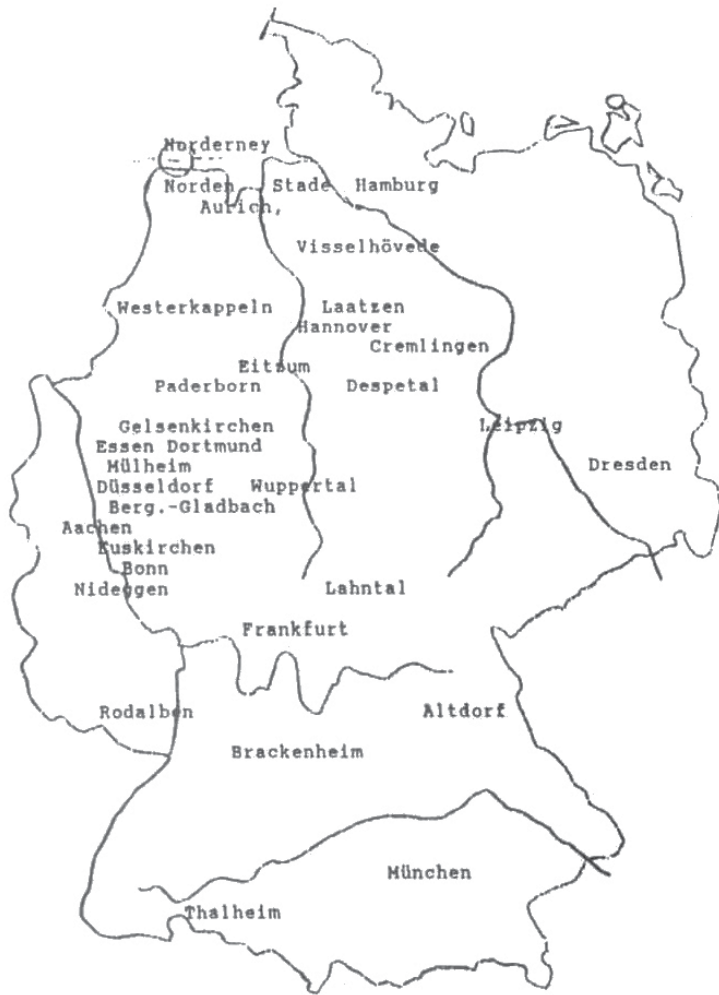 Norderney
Norden Stade Hamburg
Aurich,
Visselhövede
Westerkappeln Laatzen
Hannover
Cremlingen
Eitzum
Paderborn Despetal
Gelsenkirchen Leipzig
Essen Dortmund
Mülheim Dresden
Düsseldorf Wuppertal
Berg.-Gladbach
Aachen
Euskirchen
Bonn
Nideggen Lahntal
Frankfurt
Rodalben Altdorf
Brackenheim
München
Thalheim